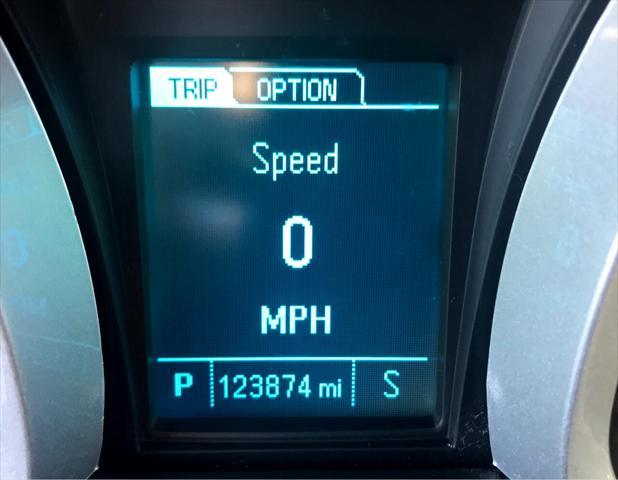 TRIP OPTION
Speed
0
MPH
P 123874 mi S